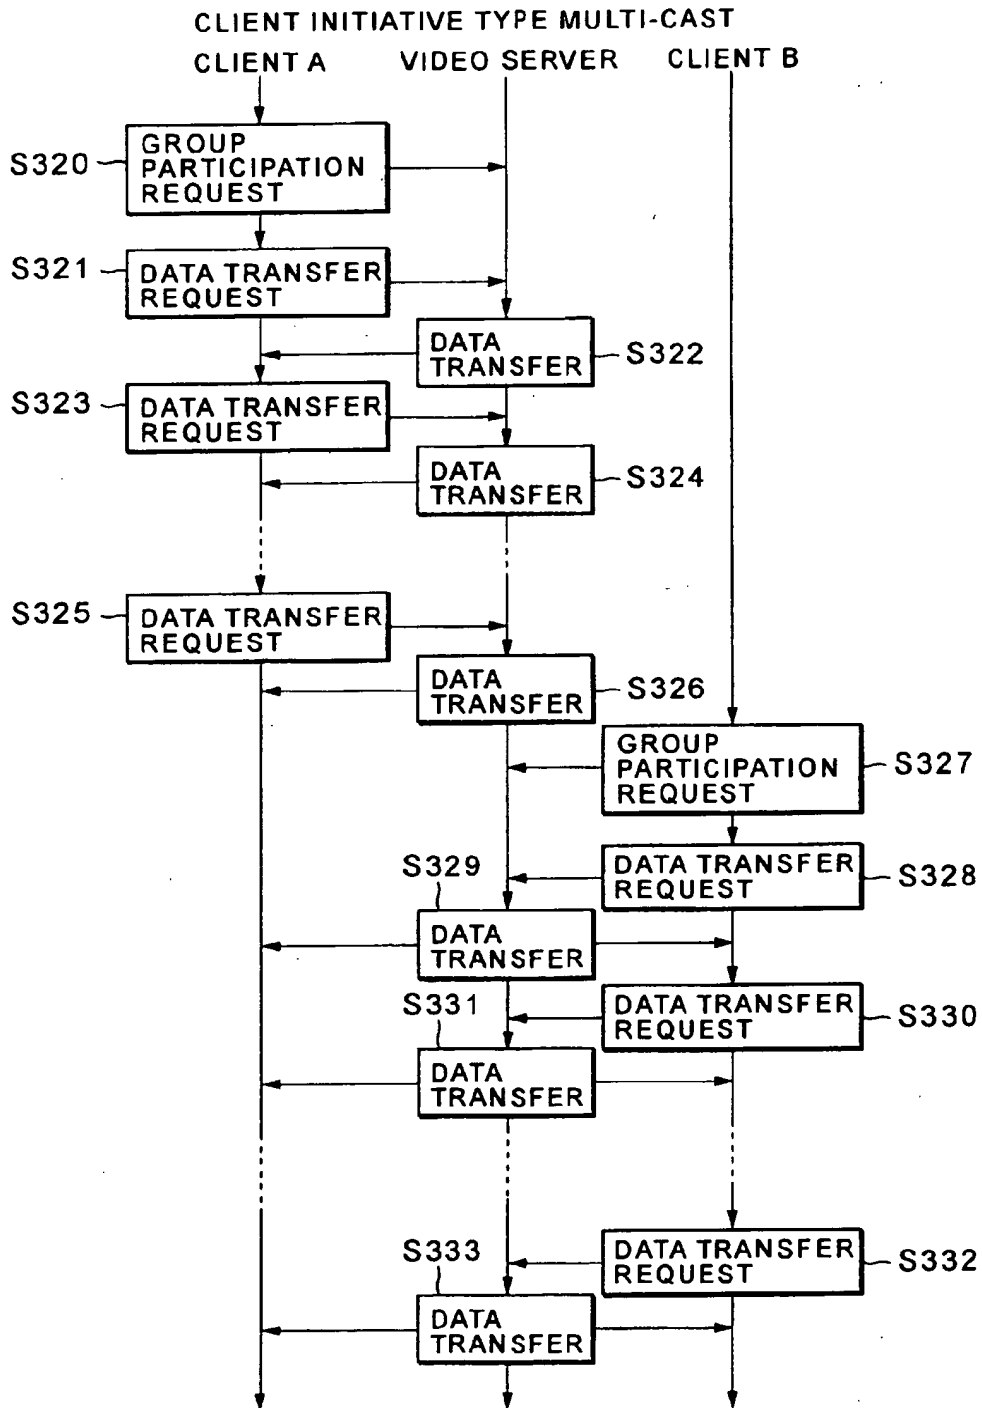 CLIENT INITIATIVE TYPE MULTI-CAST
CLIENT A VIDEO SERVER CLIENT B
S320
GROUP
PARTICIPATION
REQUEST
S321
DATA TRANSFER
REQUEST
DATA
TRANSFER
S322
S323
DATA TRANSFER
REQUEST
DATA
TRANSFER
S324
S325
DATA TRANSFER
REQUEST
DATA
TRANSFER
S326
GROUP
PARTICIPATION
REQUEST
S327
DATA TRANSFER
REQUEST
S328
S329
DATA
TRANSFER
DATA TRANSFER
REQUEST
S330
S331
DATA
TRANSFER
DATA TRANSFER
REQUEST
S332
S333
DATA
TRANSFER